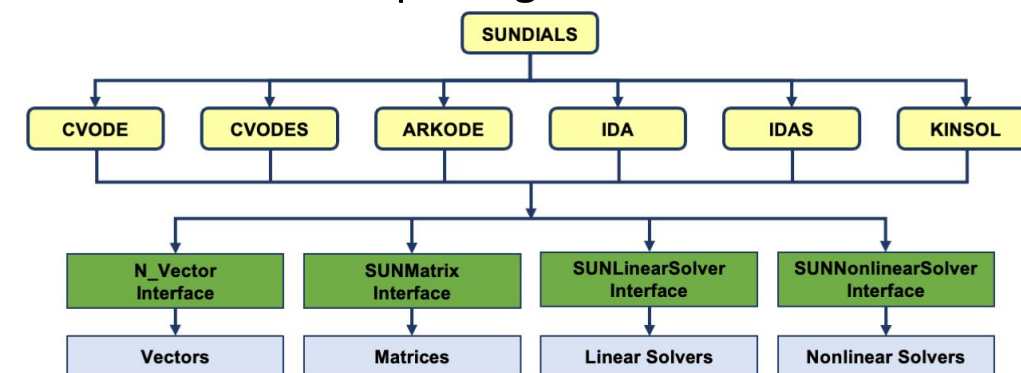 SUNDIALS
CVODE
CVODES
ARKODE
IDA
IDAS
KINSOL
N_Vector
Interface
SUNMatrix
Interface
SUNLinearSolver
Interface
SUNNonlinearSolver
Interface
Vectors
Matrices
Linear Solvers
Nonlinear Solvers